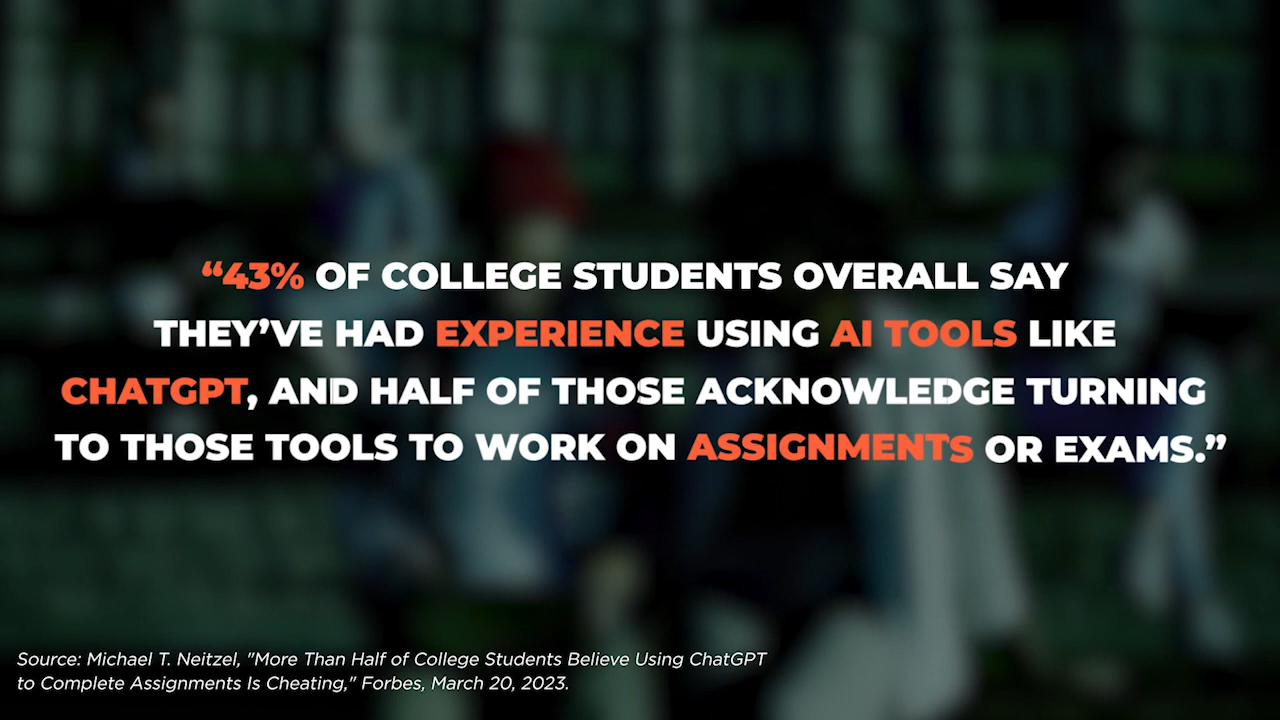 “43% OF COLLEGE STUDENTS OVERALL SAY
THEY’VE HAD EXPERIENCE USING AI TOOLS LIKE
CHATGPT, AND HALF OF THOSE ACKNOWLEDGE TURNING
TO THOSE TOOLS TO WORK ON ASSIGNMENTS OR EXAMS.”
Source: Michael T. Neitzel, "More Than Half of College Students Believe Using ChatGPT
to Complete Assignments Is Cheating," Forbes, March 20, 2023.